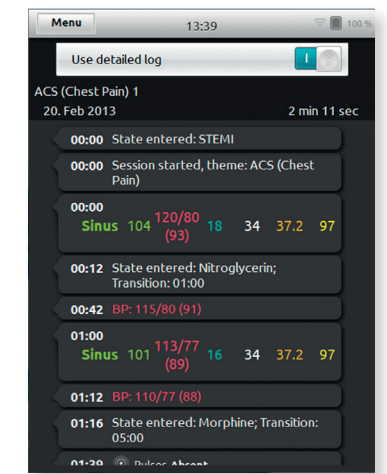 Menu 13:39 100 %
Use detailed log
ACS (Chest Pain) 1
20. Feb 2013 2 min 11 sec
00:00 State entered: STEMI
00:00 Session started, theme: ACS (Chest
Pain)
00:00
Sinus 104 120/80 (93) 18 34 37.2 97
00:12 State entered: Nitroglycerin;
Transition: 01:00
00:42 BP: 115/80 (91)
01:00
Sinus 101 113/77 (89) 16 34 37.2 97
01:12 BP: 110/77 (88)
01:16 State entered: Morphine; Transition:
05:00
01:39 Pulses Absent